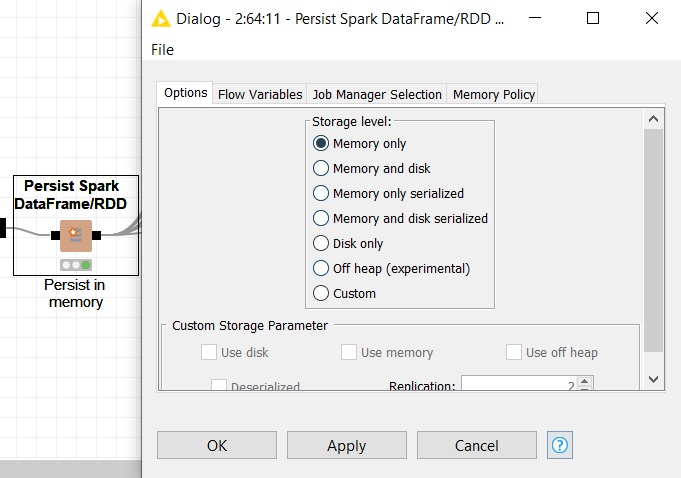 Dialog - 2:64:11 - Persist Spark DataFrame/RDD ...
File
Options
Flow Variables
Job Manager Selection
Memory Policy
Storage level:
Memory only
Memory and disk
Memory only serialized
Memory and disk serialized
Disk only
Off heap (experimental)
Custom
Custom Storage Parameter
Use disk
Use memory
Use off heap
Deserialized
Replication:
2
OK
Apply
Cancel
?
Persist Spark
DataFrame/RDD
Persist in
memory